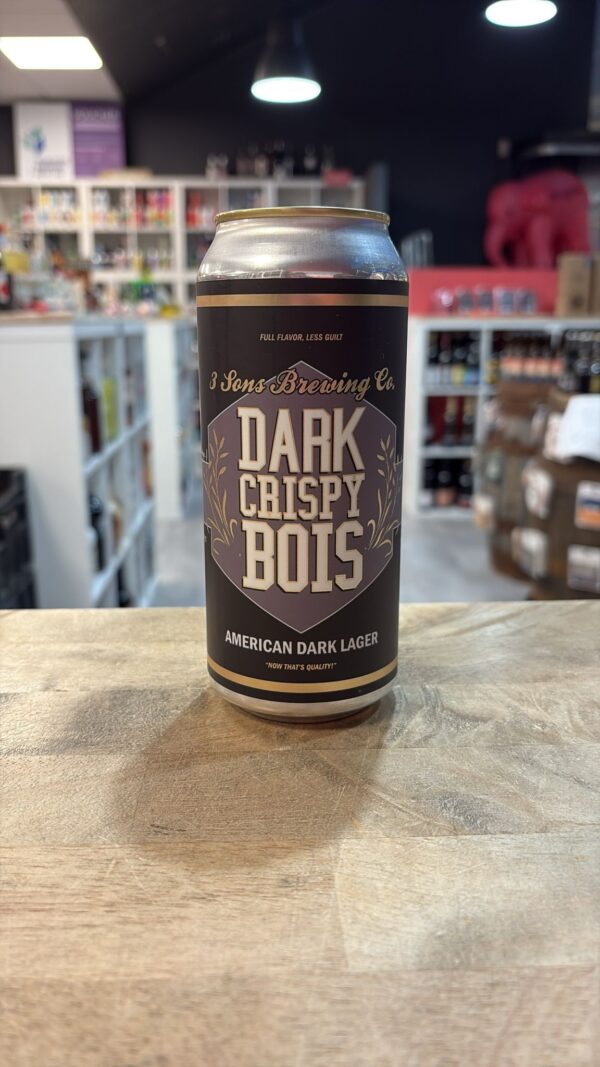 FULL FLAVOR, LESS GUILT
3 Sons Brewing Co.
DARK
CRISPY
BOIS
AMERICAN DARK LAGER
"NOW THAT'S QUALITY!"